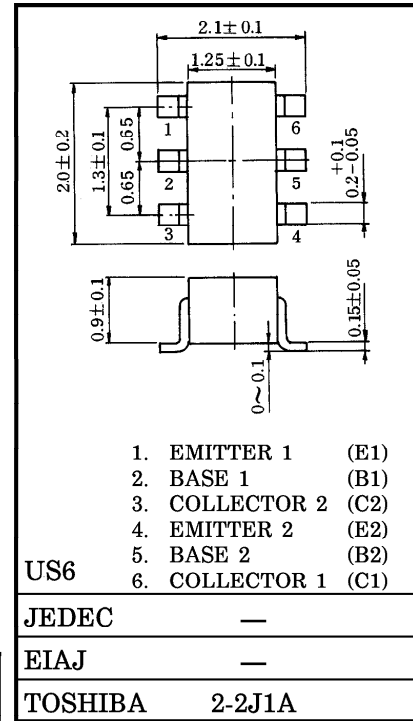 2.1±0.1
1.25±0.1
2.0±0.2
1.3±0.1
0.65
0.65
1
2
3
6
5
4
+0.1
0.2-0.05
0.9±0.1
0.15±0.05
0~0.1
1. EMITTER 1 (E1)
2. BASE 1 (B1)
3. COLLECTOR 2 (C2)
4. EMITTER 2 (E2)
5. BASE 2 (B2)
US6 6. COLLECTOR 1 (C1)
JEDEC —
EIAJ —
TOSHIBA 2-2J1A